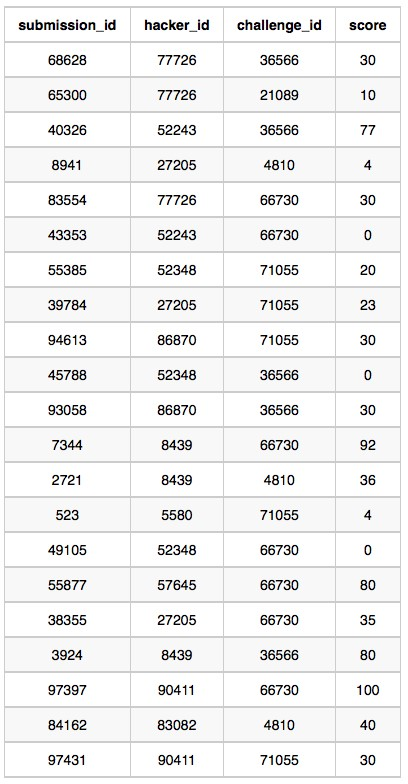 submission_id hacker_id challenge_id score
68628 77726 36566 30
65300 77726 21089 10
40326 52243 36566 77
8941 27205 4810 4
83554 77726 66730 30
43353 52243 66730 0
55385 52348 71055 20
39784 27205 71055 23
94613 86870 71055 30
45788 52348 36566 0
93058 86870 36566 30
7344 8439 66730 92
2721 8439 4810 36
523 5580 71055 4
49105 52348 66730 0
55877 57645 66730 80
38355 27205 66730 35
3924 8439 36566 80
97397 90411 66730 100
84162 83082 4810 40
97431 90411 71055 30